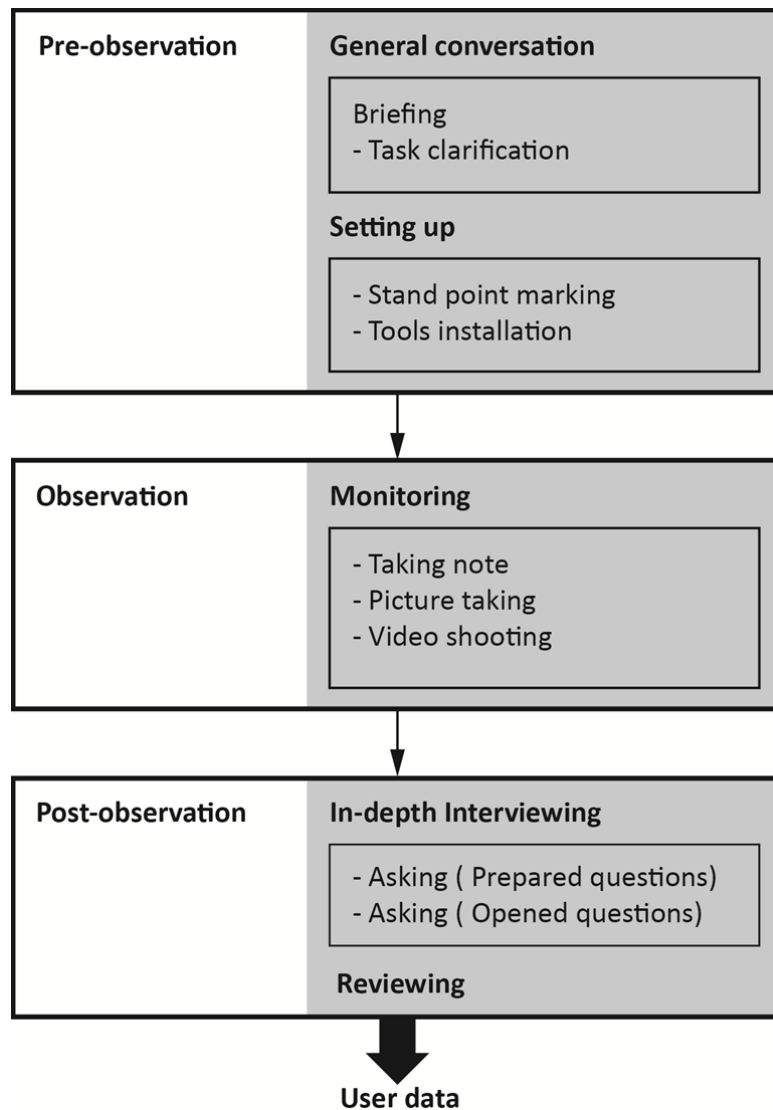 Pre-observation
General conversation
Briefing
- Task clarification
Setting up
- Stand point marking
- Tools installation
Observation
Monitoring
- Taking note
- Picture taking
- Video shooting
Post-observation
In-depth Interviewing
- Asking ( Prepared questions)
- Asking ( Opened questions)
Reviewing
User data